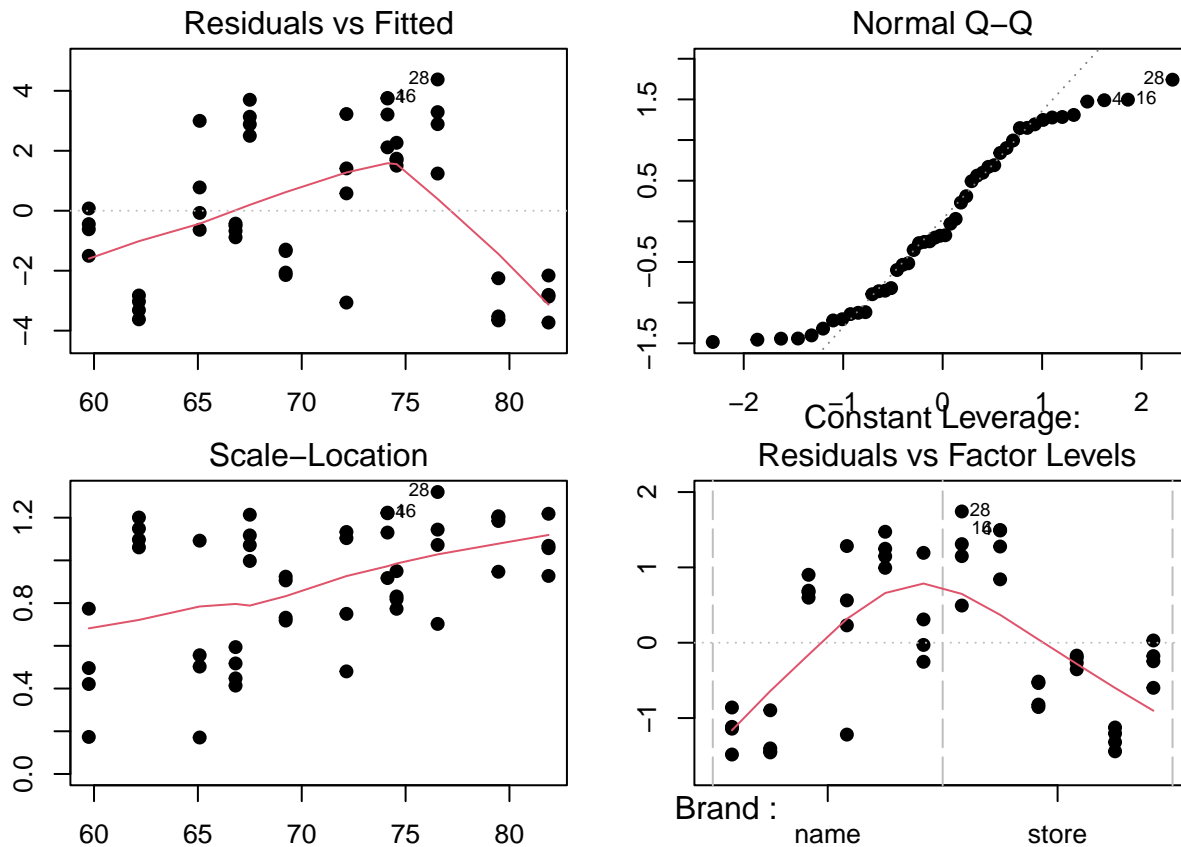 Residuals vs Fitted
4
2
0
−2
−4
28
16
60 65 70 75 80
Normal Q−Q
1.5
0.5
−0.5
−1.5
28
4 16
−2 −1 0 1 2
Scale−Location
1.2
0.8
0.4
0.0
28
16
60 65 70 75 80
Constant Leverage:
Residuals vs Factor Levels
2
1
0
−1
28
16
Brand :
name store